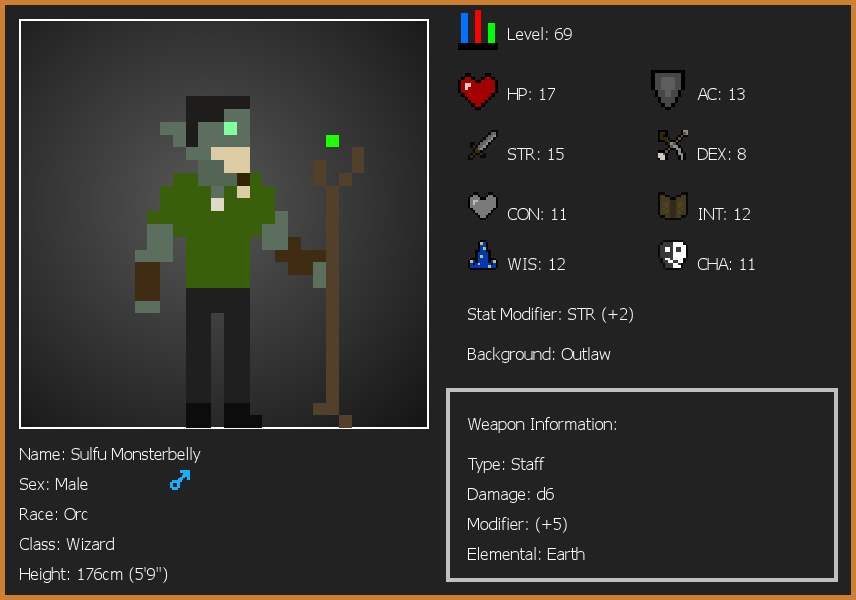 Level: 69
HP: 17
AC: 13
STR: 15
DEX: 8
CON: 11
INT: 12
WIS: 12
CHA: 11
Stat Modifier: STR (+2)
Background: Outlaw
Weapon Information:
Type: Staff
Damage: d6
Modifier: (+5)
Elemental: Earth
Name: Sulfu Monsterbelly
Sex: Male
Race: Orc
Class: Wizard
Height: 176cm (5'9")